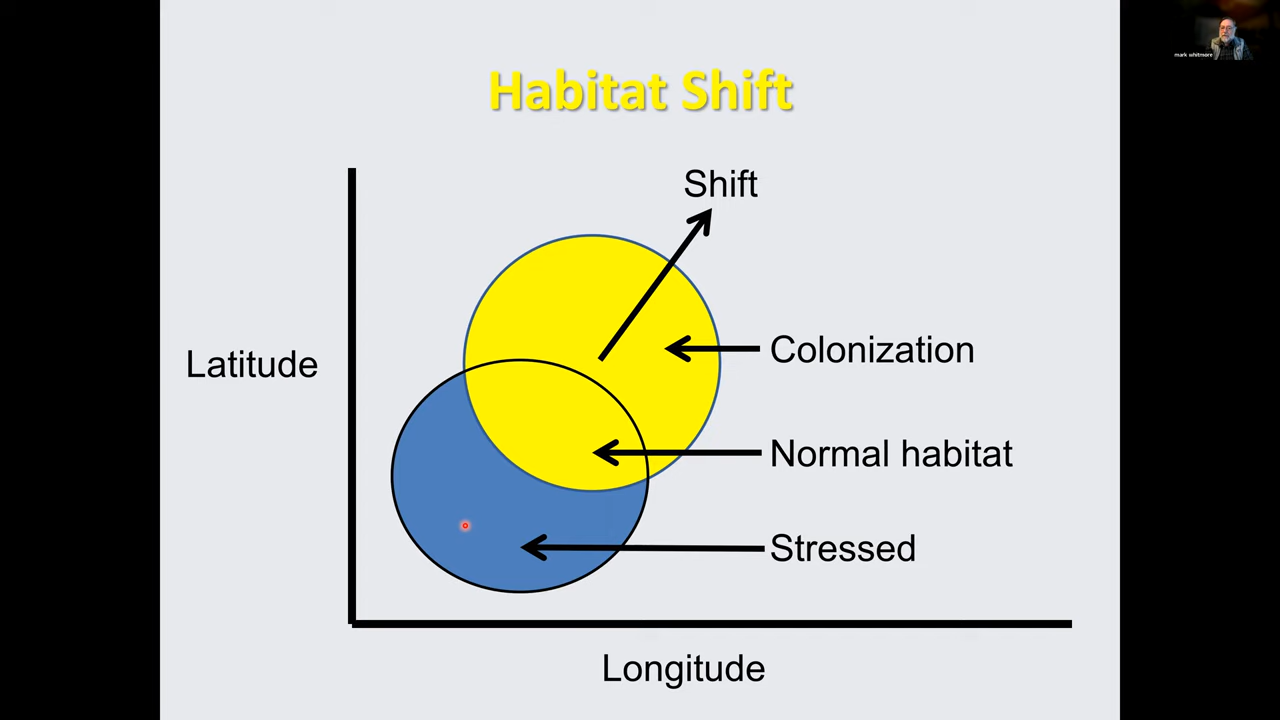 mark whitmore
Habitat Shift
Shift
Latitude
Colonization
Normal habitat
Stressed
Longitude